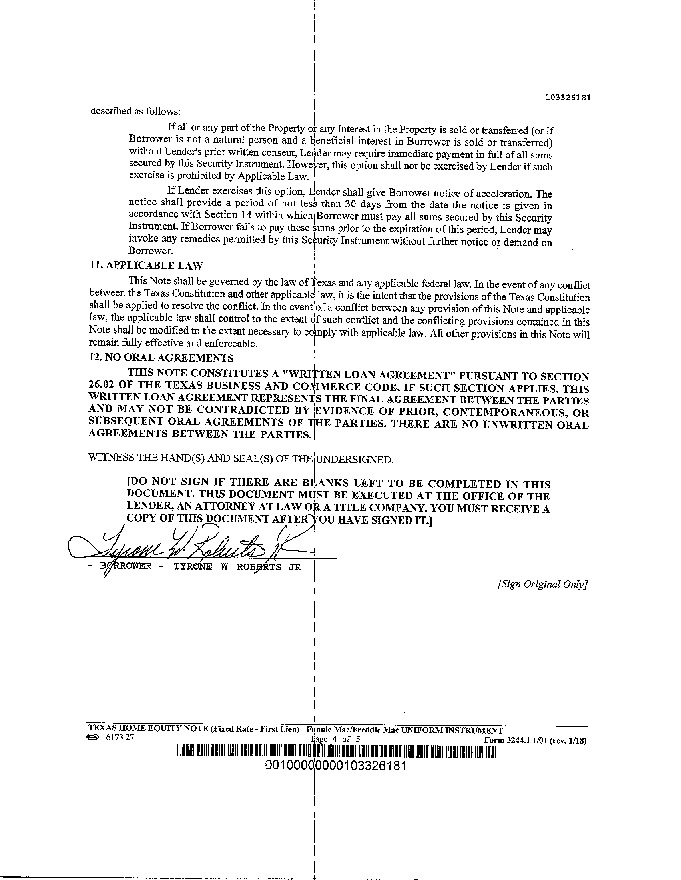 103326181
described as follows:
If all or any part of the Property or any Interest in the Property is sold or transferred (or if
Borrower is not a natural person and a beneficial interest in Borrower is sold or transferred)
without Lender's prior written consent, Lender may require immediate payment in full of all sums
secured by this Security Instrument. However, this option shall not be exercised by Lender if such
exercise is prohibited by Applicable Law.
If Lender exercises this option, Lender shall give Borrower notice of acceleration. The
notice shall provide a period of not less than 30 days from the date the notice is given in
accordance with Section 14 within which Borrower must pay all sums secured by this Security
Instrument. If Borrower fails to pay these sums prior to the expiration of this period, Lender may
invoke any remedies permitted by this Security Instrument without further notice or demand on
Borrower.
11. APPLICABLE LAW
This Note shall be governed by the law of Texas and any applicable federal law. In the event of any conflict
between the Texas Constitution and other applicable law, it is the intent that the provisions of the Texas Constitution
shall be applied to resolve the conflict. In the event of a conflict between any provision of this Note and applicable
law, the applicable law shall control to the extent of such conflict and the conflicting provisions contained in this
Note shall be modified to the extent necessary to comply with applicable law. All other provisions in this Note will
remain fully effective and enforceable.
12. NO ORAL AGREEMENTS
THIS NOTE CONSTITUTES A "WRITTEN LOAN AGREEMENT" PURSUANT TO SECTION
26.02 OF THE TEXAS BUSINESS AND COMMERCE CODE, IF SUCH SECTION APPLIES. THIS
WRITTEN LOAN AGREEMENT REPRESENTS THE FINAL AGREEMENT BETWEEN THE PARTIES
AND MAY NOT BE CONTRADICTED BY EVIDENCE OF PRIOR, CONTEMPORANEOUS, OR
SUBSEQUENT ORAL AGREEMENTS OF THE PARTIES. THERE ARE NO UNWRITTEN ORAL
AGREEMENTS BETWEEN THE PARTIES.
WITNESS THE HAND(S) AND SEAL(S) OF THE UNDERSIGNED.
[DO NOT SIGN IF THERE ARE BLANKS LEFT TO BE COMPLETED IN THIS
DOCUMENT. THIS DOCUMENT MUST BE EXECUTED AT THE OFFICE OF THE
LENDER, AN ATTORNEY AT LAW OR A TITLE COMPANY. YOU MUST RECEIVE A
COPY OF THIS DOCUMENT AFTER YOU HAVE SIGNED IT.]
Tyrone W Roberts Jr
- BORROWER - TYRONE W ROBERTS JR
[Sign Original Only]
TEXAS HOME EQUITY NOTE (Fixed Rate - First Lien) Fannie Mae/Freddie Mac UNIFORM INSTRUMENT
6173.27 Page 4 of 5 Form 3244.1 1/01 (rev. 1/18)
00100000000103326181